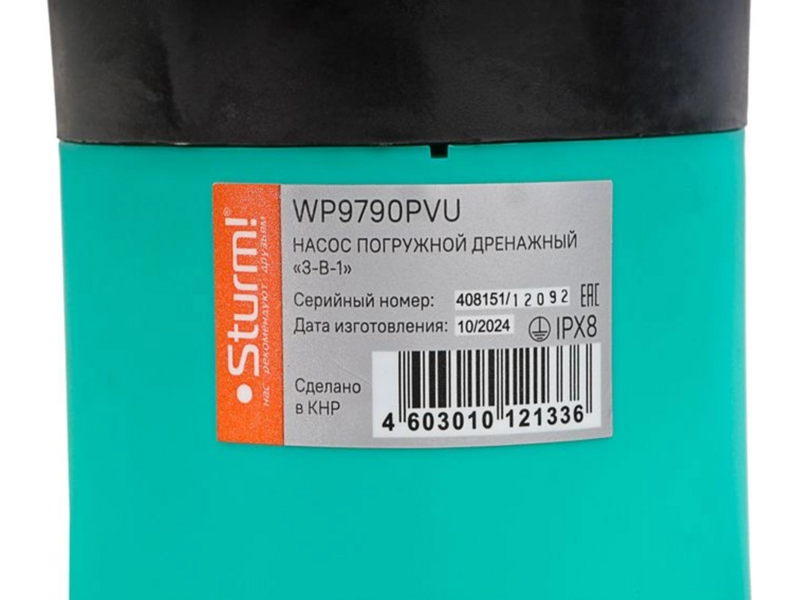 Sturm!®
нас рекомендуют друзьям
WP9790PVU
НАСОС ПОГРУЖНОЙ ДРЕНАЖНЫЙ
«3-В-1»
Серийный номер: 408151/12092 EAC
Дата изготовления: 10/2024 IPX8
Сделано
в КНР
4 603010 121336